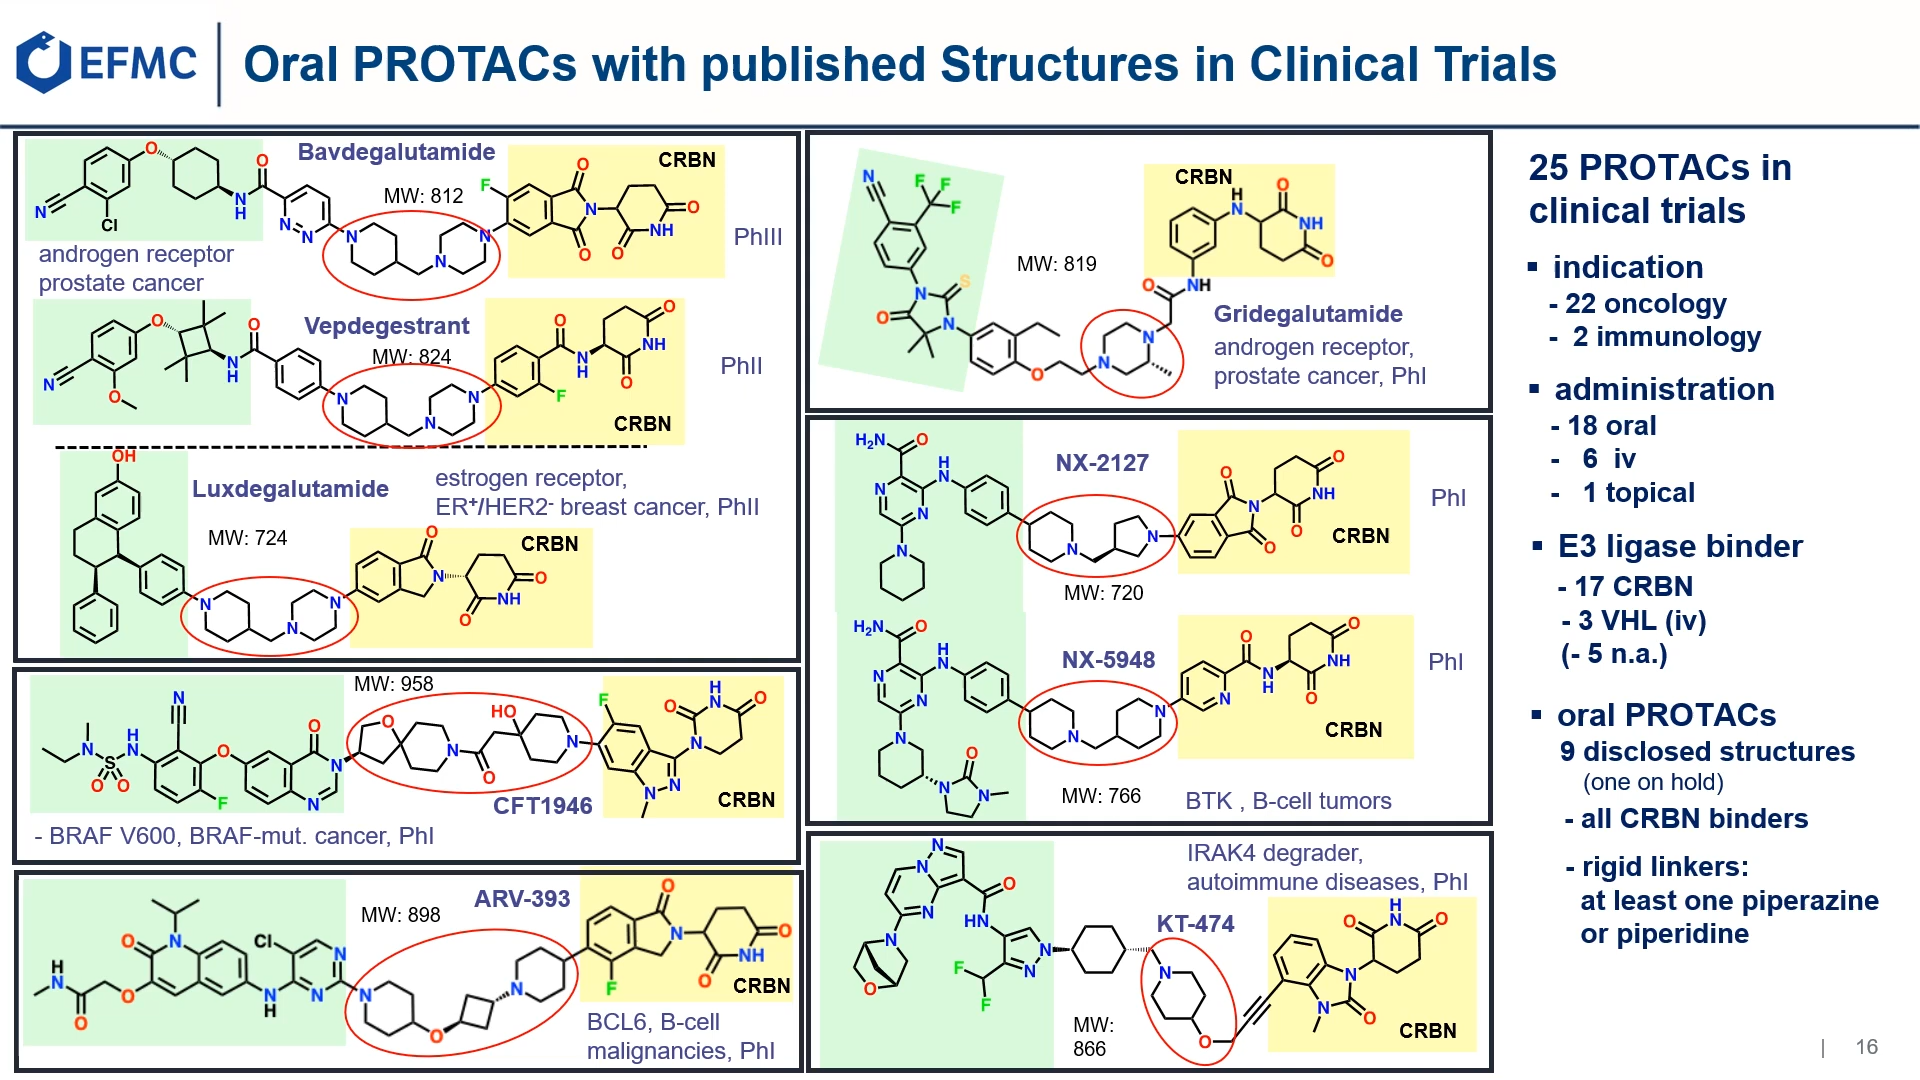 EFMC
Oral PROTACs with published Structures in Clinical Trials
Bavdegalutamide
MW: 812
CRBN
PhIII
androgen receptor
prostate cancer
Vepdegestrant
MW: 824
PhII
CRBN
Luxdegalutamide
estrogen receptor,
ER⁺/HER2⁻ breast cancer, PhII
MW: 724
CRBN
MW: 958
CFT1946
CRBN
- BRAF V600, BRAF-mut. cancer, PhI
ARV-393
MW: 898
CRBN
BCL6, B-cell
malignancies, PhI
CRBN
MW: 819
Gridegalutamide
androgen receptor,
prostate cancer, PhI
NX-2127
PhI
CRBN
MW: 720
NX-5948
PhI
CRBN
MW: 766
BTK , B-cell tumors
IRAK4 degrader,
autoimmune diseases, PhI
KT-474
MW:
866
CRBN
25 PROTACs in
clinical trials
▪ indication
- 22 oncology
- 2 immunology
▪ administration
- 18 oral
- 6 iv
- 1 topical
▪ E3 ligase binder
- 17 CRBN
- 3 VHL (iv)
(- 5 n.a.)
▪ oral PROTACs
9 disclosed structures
(one on hold)
- all CRBN binders
- rigid linkers:
at least one piperazine
or piperidine
| 16